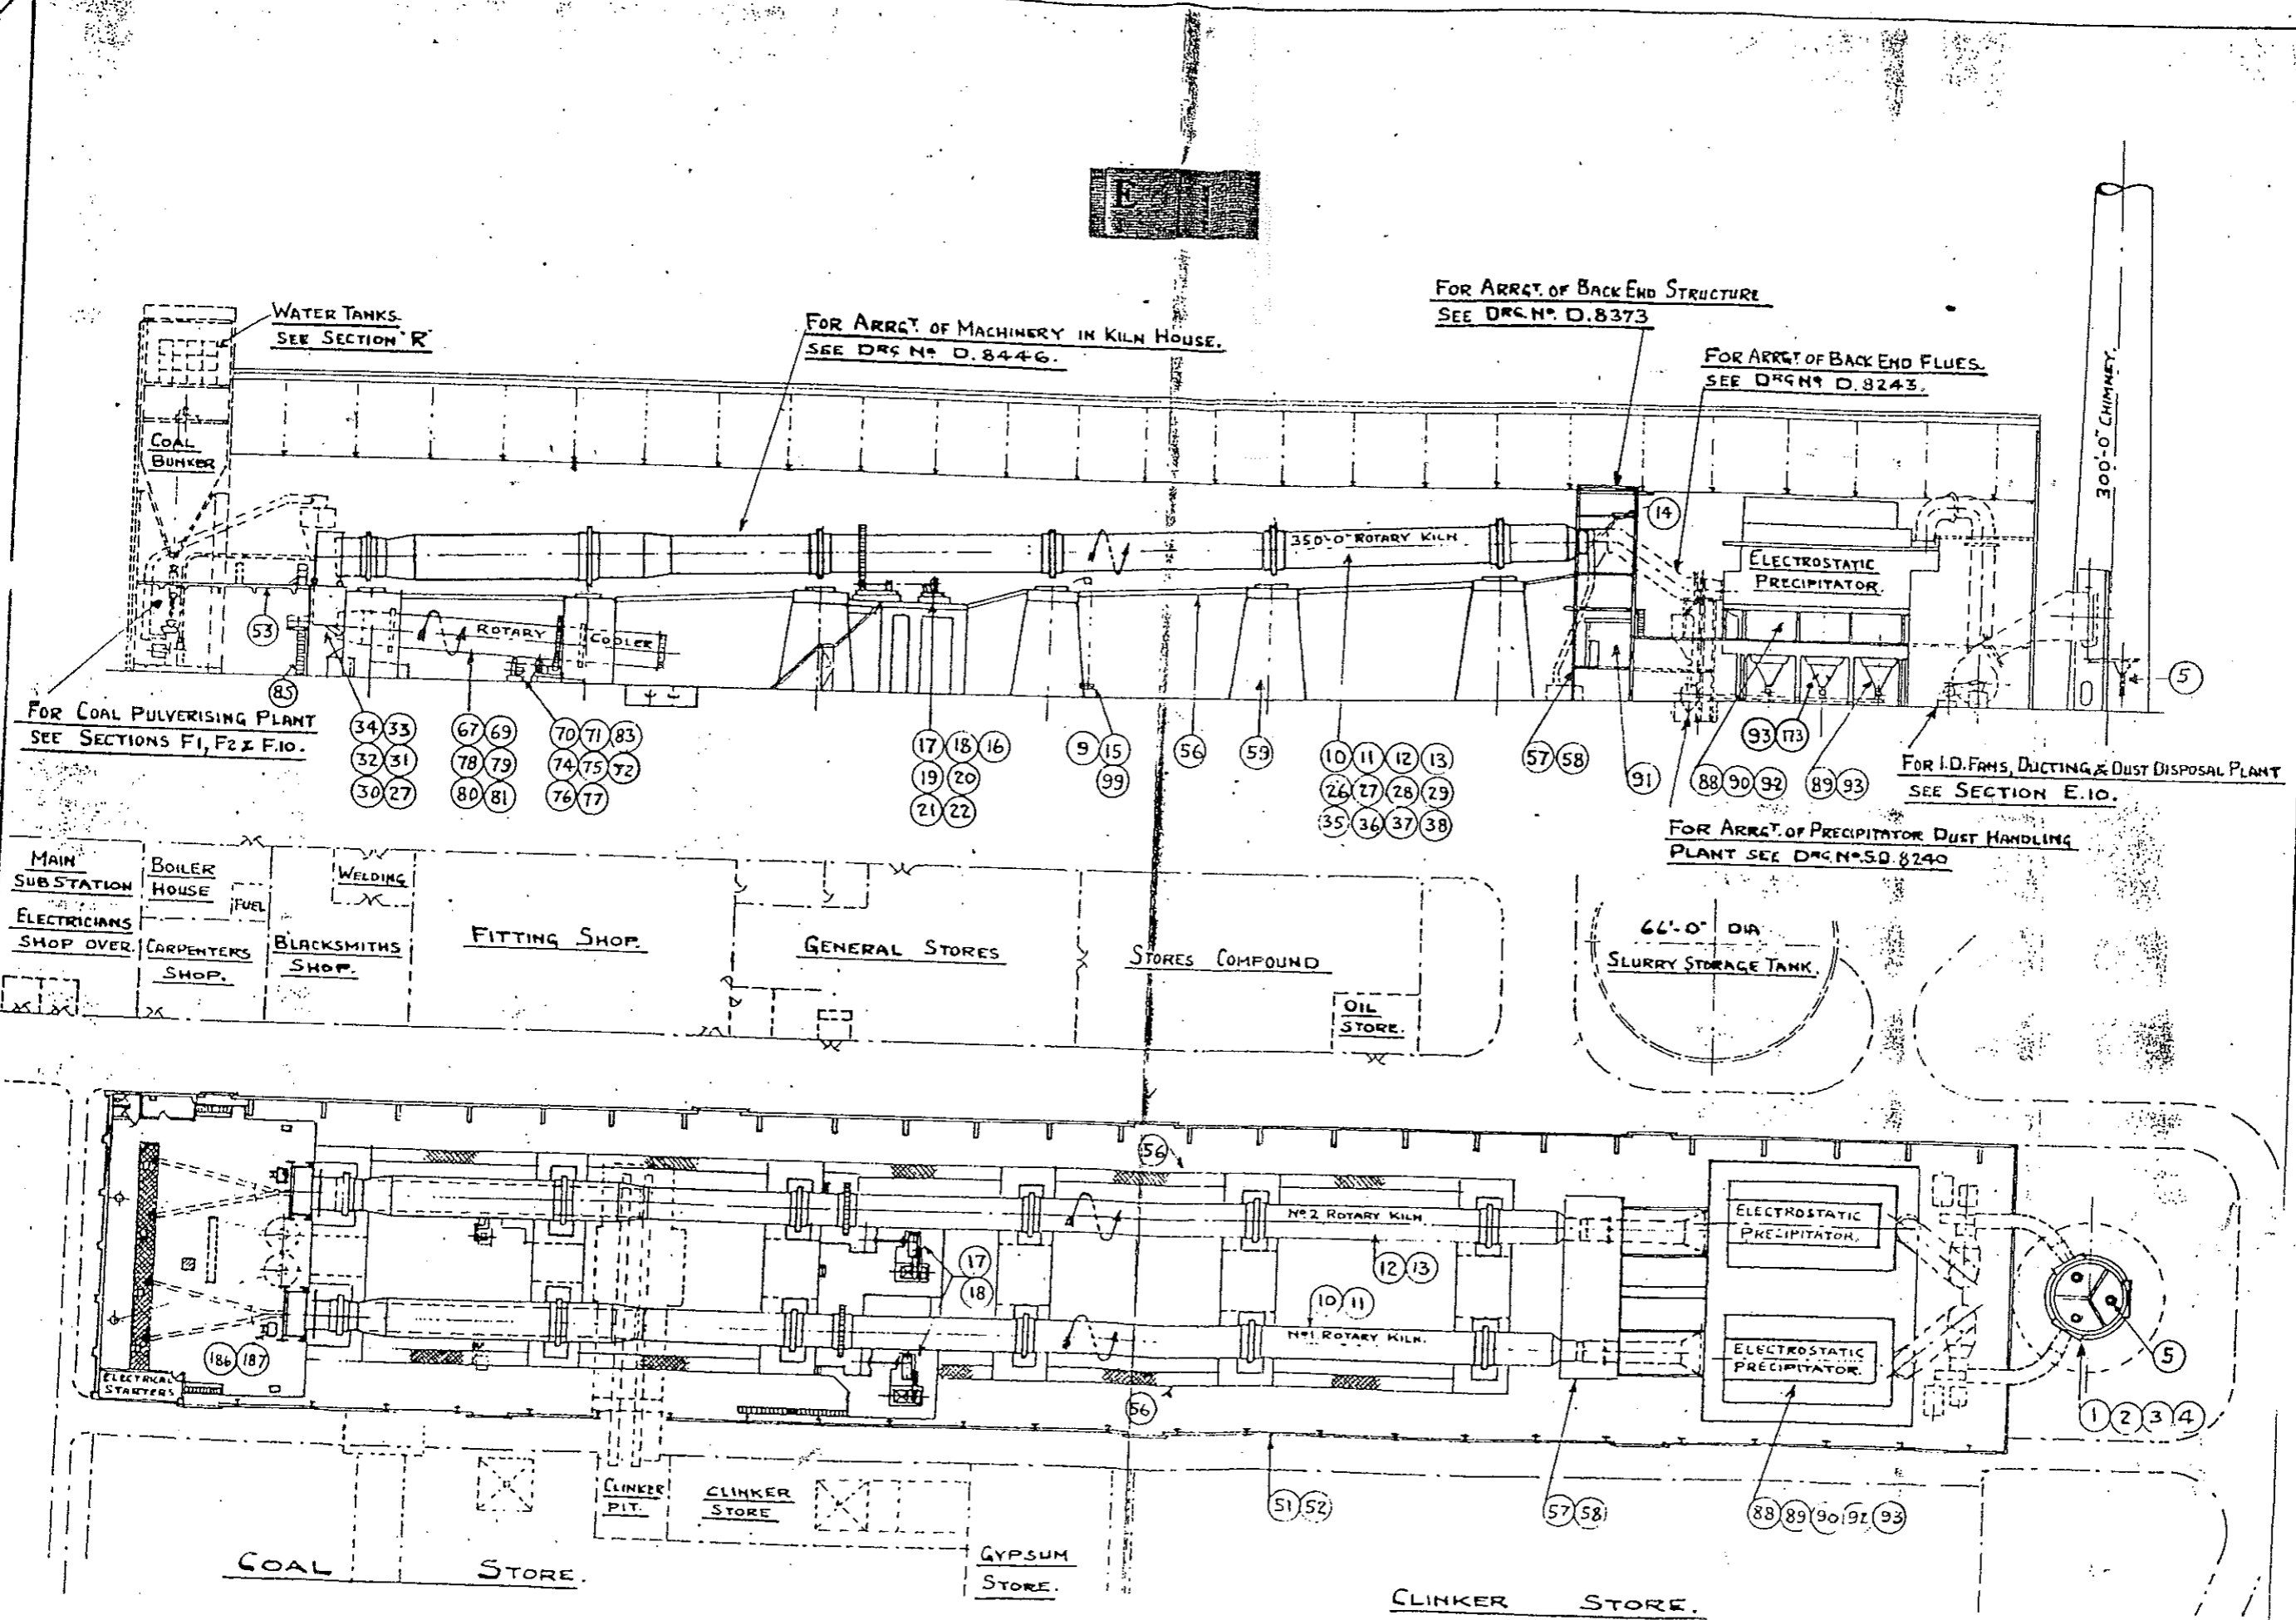 E 1
WATER TANKS.
SEE SECTION 'R'
FOR ARRGT. OF MACHINERY IN KILN HOUSE.
SEE DRG Nº D.8446.
FOR ARRGT. OF BACK END STRUCTURE
SEE DRG. Nº. D.8373
FOR ARRGT OF BACK END FLUES.
SEE DRG Nº D.8243.
300'-0" CHIMNEY.
COAL
BUNKER
14
350'-0" ROTARY KILN
ELECTROSTATIC
PRECIPITATOR.
53
ROTARY COOLER
85
5
FOR COAL PULVERISING PLANT
SEE SECTIONS F1, F2 & F.10.
34 33
32 31
30 27
67 69
78 79
80 81
70 71 83
74 75 72
76 77
17 18 16
19 20
21 22
9 15
99
56
59
10 11 12 13
26 27 28 29
35 36 37 38
57 58
91
88 90 92
93 173
89 93
FOR I.D. FANS, DUCTING & DUST DISPOSAL PLANT
SEE SECTION E.10.
FOR ARRGT. OF PRECIPITATOR DUST HANDLING
PLANT SEE DRG. Nº. SD.8240
MAIN
SUBSTATION
ELECTRICIANS
SHOP OVER.
BOILER
HOUSE
FUEL
CARPENTERS
SHOP.
WELDING
BLACKSMITHS
SHOP.
FITTING SHOP.
GENERAL STORES
STORES COMPOUND
OIL
STORE.
66'-0" DIA
SLURRY STORAGE TANK.
56
Nº2 ROTARY KILN
12 13
17
18
10 11
Nº1 ROTARY KILN.
ELECTROSTATIC
PRECIPITATOR.
ELECTROSTATIC
PRECIPITATOR.
5
1 2 3 4
186 187
ELECTRICAL
STARTERS
56
51 52
57 58
88 89 90 92 93
CLINKER
PIT.
CLINKER
STORE
GYPSUM
STORE.
COAL STORE.
CLINKER STORE.